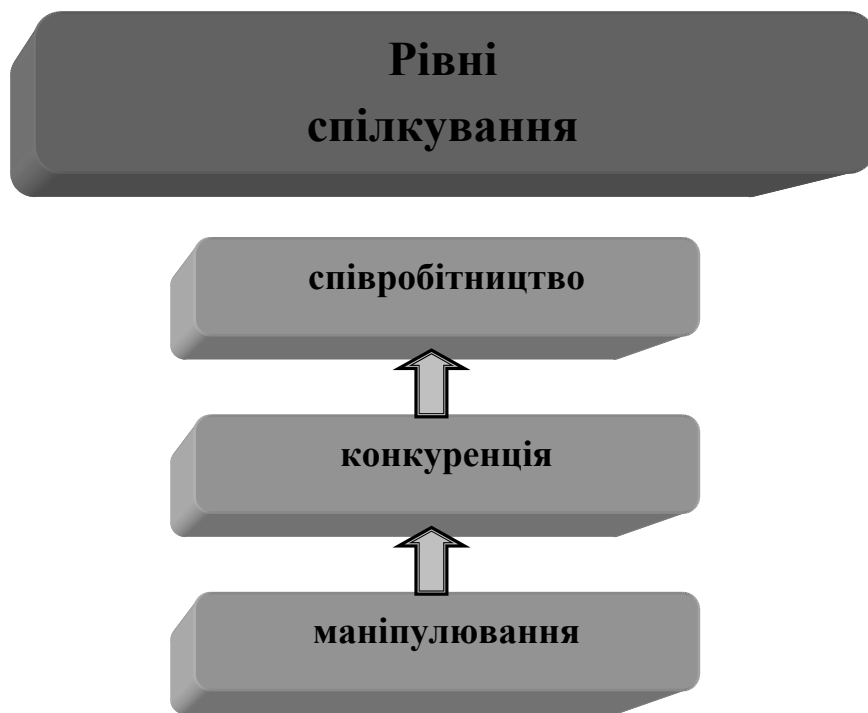 Рівні
спілкування
співробітництво
конкуренція
маніпулювання